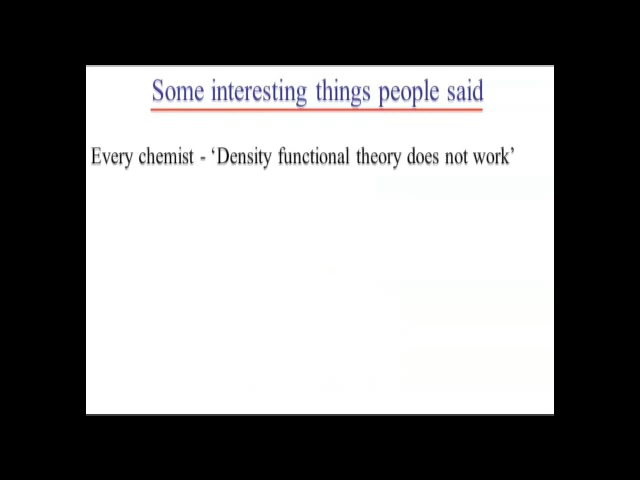 Some interesting things people said
Every chemist - ‘Density functional theory does not work’